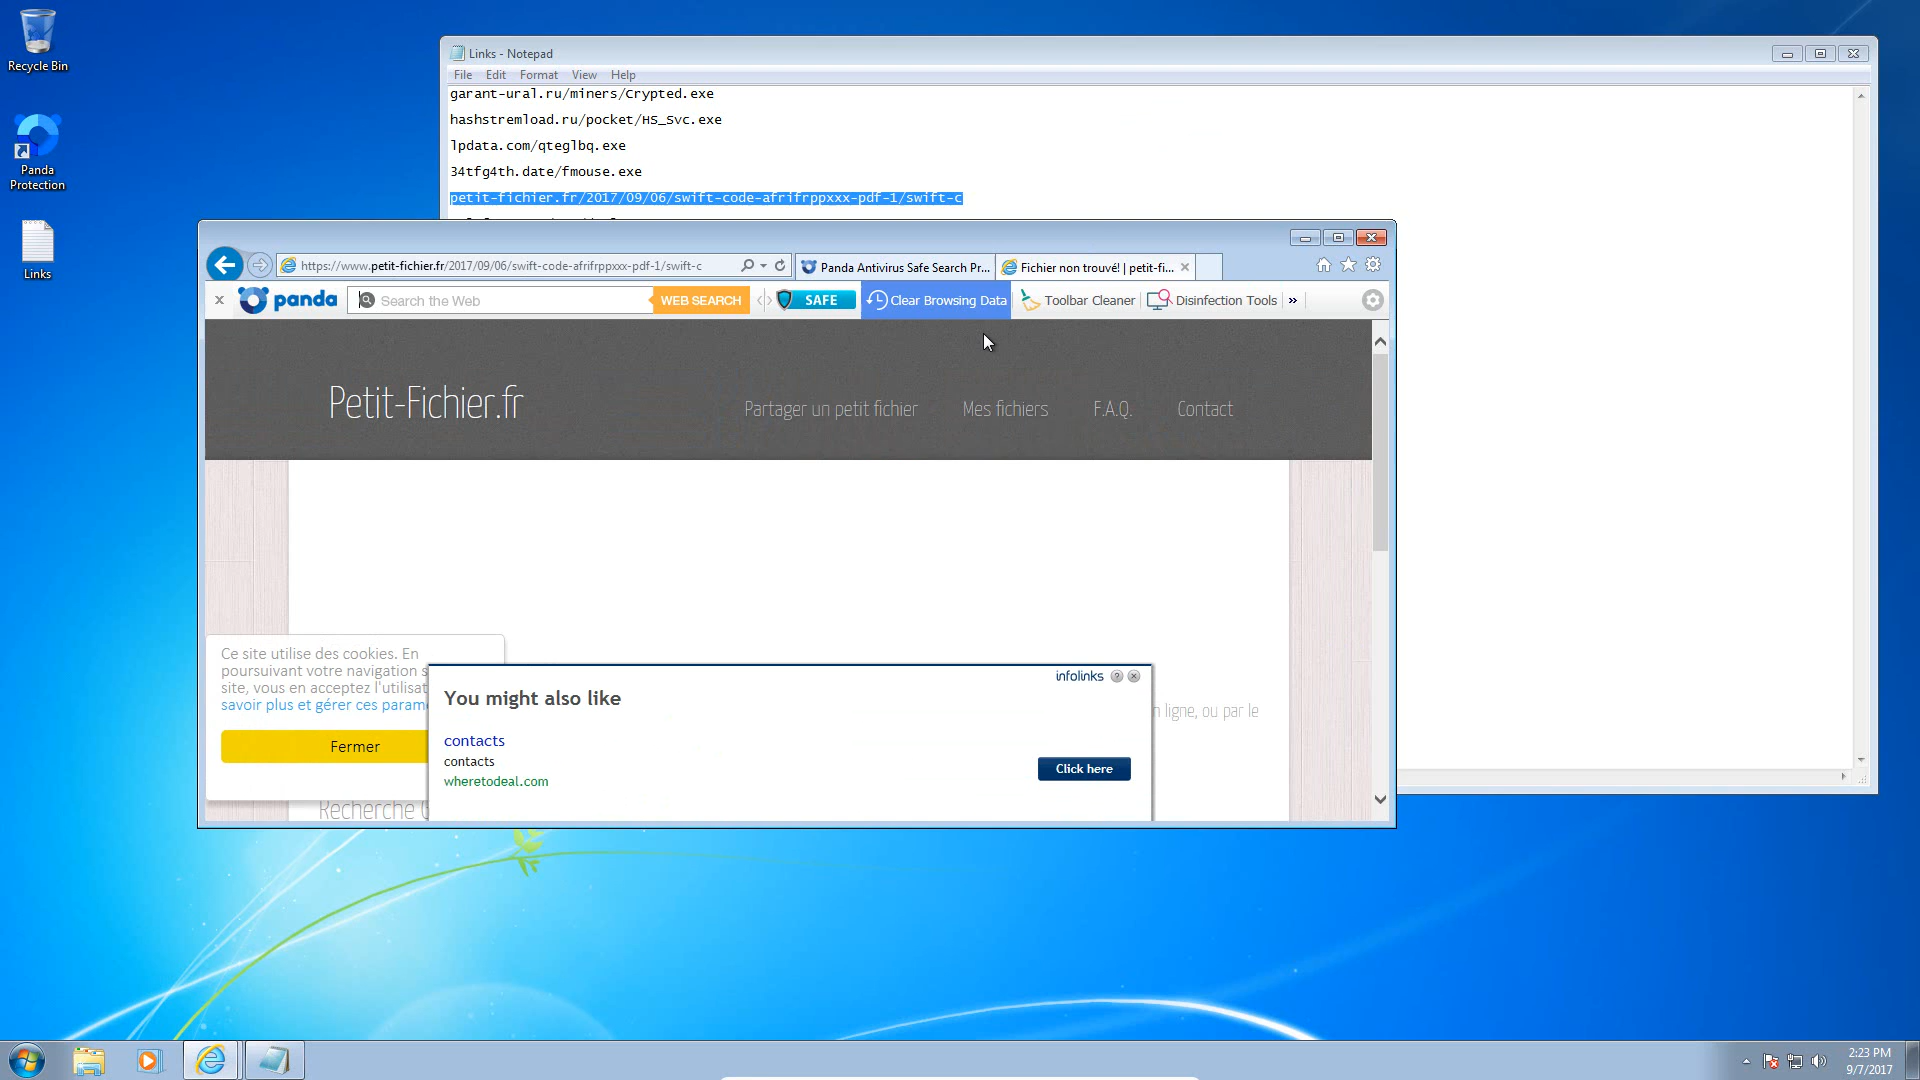 Recycle Bin
Panda
Protection
Links
Links - Notepad
File Edit Format View Help
garant-ural.ru/miners/Crypted.exe
hashstremload.ru/pocket/HS_Svc.exe
lpdata.com/qteglbq.exe
34tfg4th.date/fmouse.exe
petit-fichier.fr/2017/09/06/swift-code-afrifrppxxx-pdf-1/swift-c
https://www.petit-fichier.fr/2017/09/06/swift-code-afrifrppxxx-pdf-1/swift-c
Panda Antivirus Safe Search Pr...
Fichier non trouvé! | petit-fi...
panda
Search the Web
WEB SEARCH
SAFE
Clear Browsing Data
Toolbar Cleaner
Disinfection Tools
Petit-Fichier.fr
Partager un petit fichier
Mes fichiers
F.A.Q.
Contact
Ce site utilise des cookies. En
poursuivant votre navigation s
site, vous en acceptez l'utilisat
savoir plus et gérer ces param
Fermer
infolinks
You might also like
contacts
contacts
wheretodeal.com
Click here
n ligne, ou par le
Recherche
2:23 PM
9/7/2017